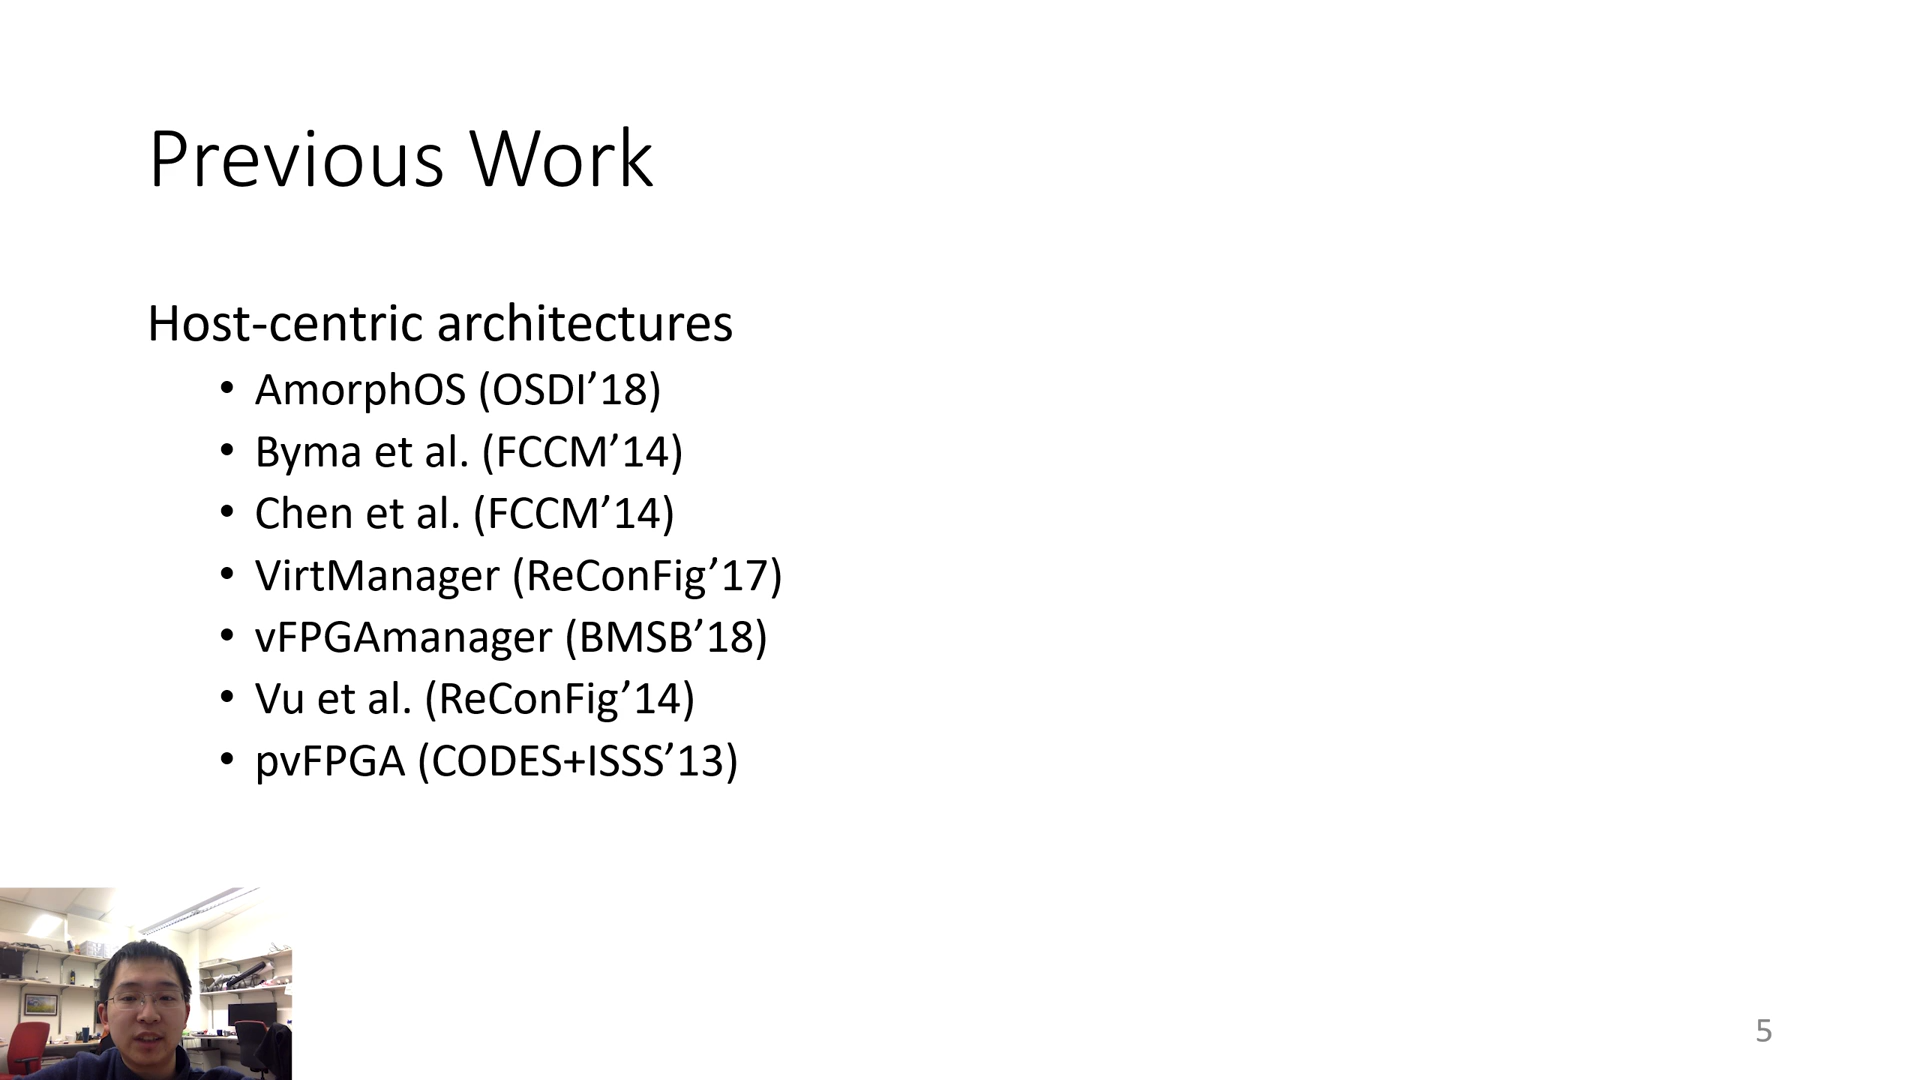 Previous Work
Host-centric architectures
• AmorphOS (OSDI’18)
• Byma et al. (FCCM’14)
• Chen et al. (FCCM’14)
• VirtManager (ReConFig’17)
• vFPGAmanager (BMSB’18)
• Vu et al. (ReConFig’14)
• pvFPGA (CODES+ISSS’13)
5